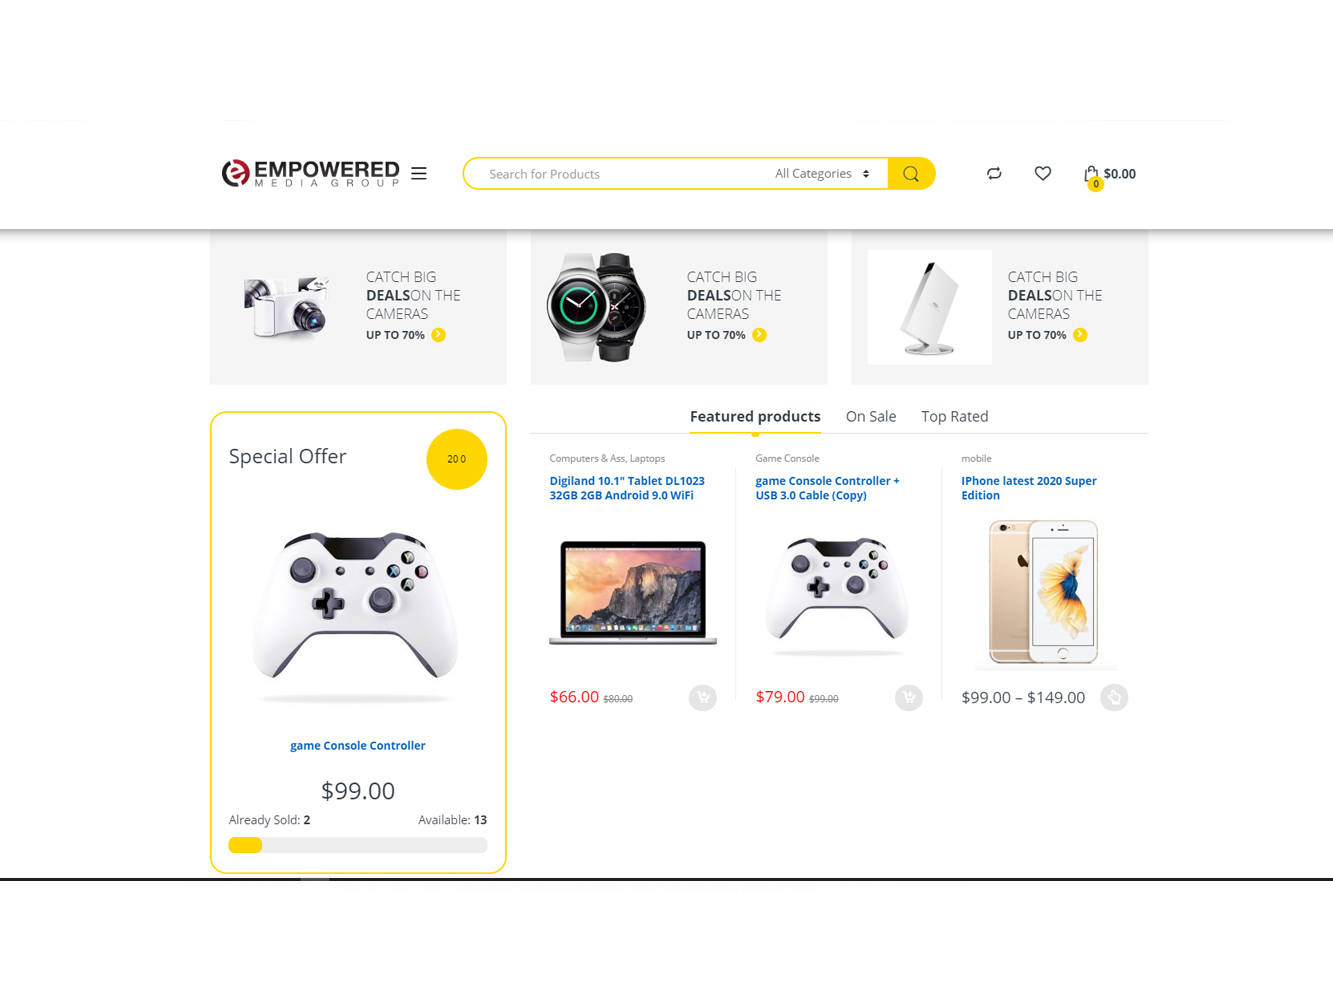 EMPOWERED
MEDIA GROUP
Search for Products
All Categories
0
$0.00
CATCH BIG
DEALSON THE
CAMERAS
UP TO 70%
CATCH BIG
DEALSON THE
CAMERAS
UP TO 70%
CATCH BIG
DEALSON THE
CAMERAS
UP TO 70%
Special Offer
20 0
game Console Controller
$99.00
Already Sold: 2
Available: 13
Featured products
On Sale
Top Rated
Computers & Ass, Laptops
Digiland 10.1" Tablet DL1023
32GB 2GB Android 9.0 WiFi
$66.00 $80.00
Game Console
game Console Controller +
USB 3.0 Cable (Copy)
$79.00 $99.00
mobile
IPhone latest 2020 Super
Edition
$99.00 – $149.00